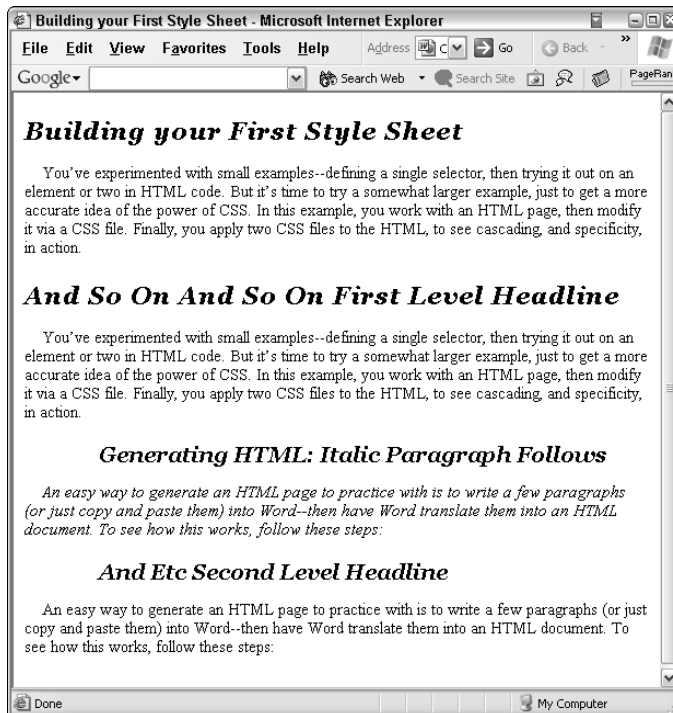 Building your First Style Sheet - Microsoft Internet Explorer
File Edit View Favorites Tools Help Address C Go Back »
Google Search Web Search Site PageRan
Building your First Style Sheet
You've experimented with small examples--defining a single selector, then trying it out on an
element or two in HTML code. But it's time to try a somewhat larger example, just to get a more
accurate idea of the power of CSS. In this example, you work with an HTML page, then modify
it via a CSS file. Finally, you apply two CSS files to the HTML, to see cascading, and specificity,
in action.
And So On And So On First Level Headline
You've experimented with small examples--defining a single selector, then trying it out on an
element or two in HTML code. But it's time to try a somewhat larger example, just to get a more
accurate idea of the power of CSS. In this example, you work with an HTML page, then modify
it via a CSS file. Finally, you apply two CSS files to the HTML, to see cascading, and specificity,
in action.
Generating HTML: Italic Paragraph Follows
An easy way to generate an HTML page to practice with is to write a few paragraphs
(or just copy and paste them) into Word--then have Word translate them into an HTML
document. To see how this works, follow these steps:
And Etc Second Level Headline
An easy way to generate an HTML page to practice with is to write a few paragraphs (or just
copy and paste them) into Word--then have Word translate them into an HTML document. To
see how this works, follow these steps:
Done My Computer